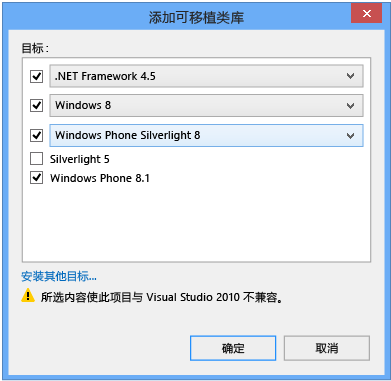 添加可移植类库
目标：
.NET Framework 4.5
Windows 8
Windows Phone Silverlight 8
Silverlight 5
Windows Phone 8.1
安装其他目标...
所选内容使此项目与 Visual Studio 2010 不兼容。
确定
取消